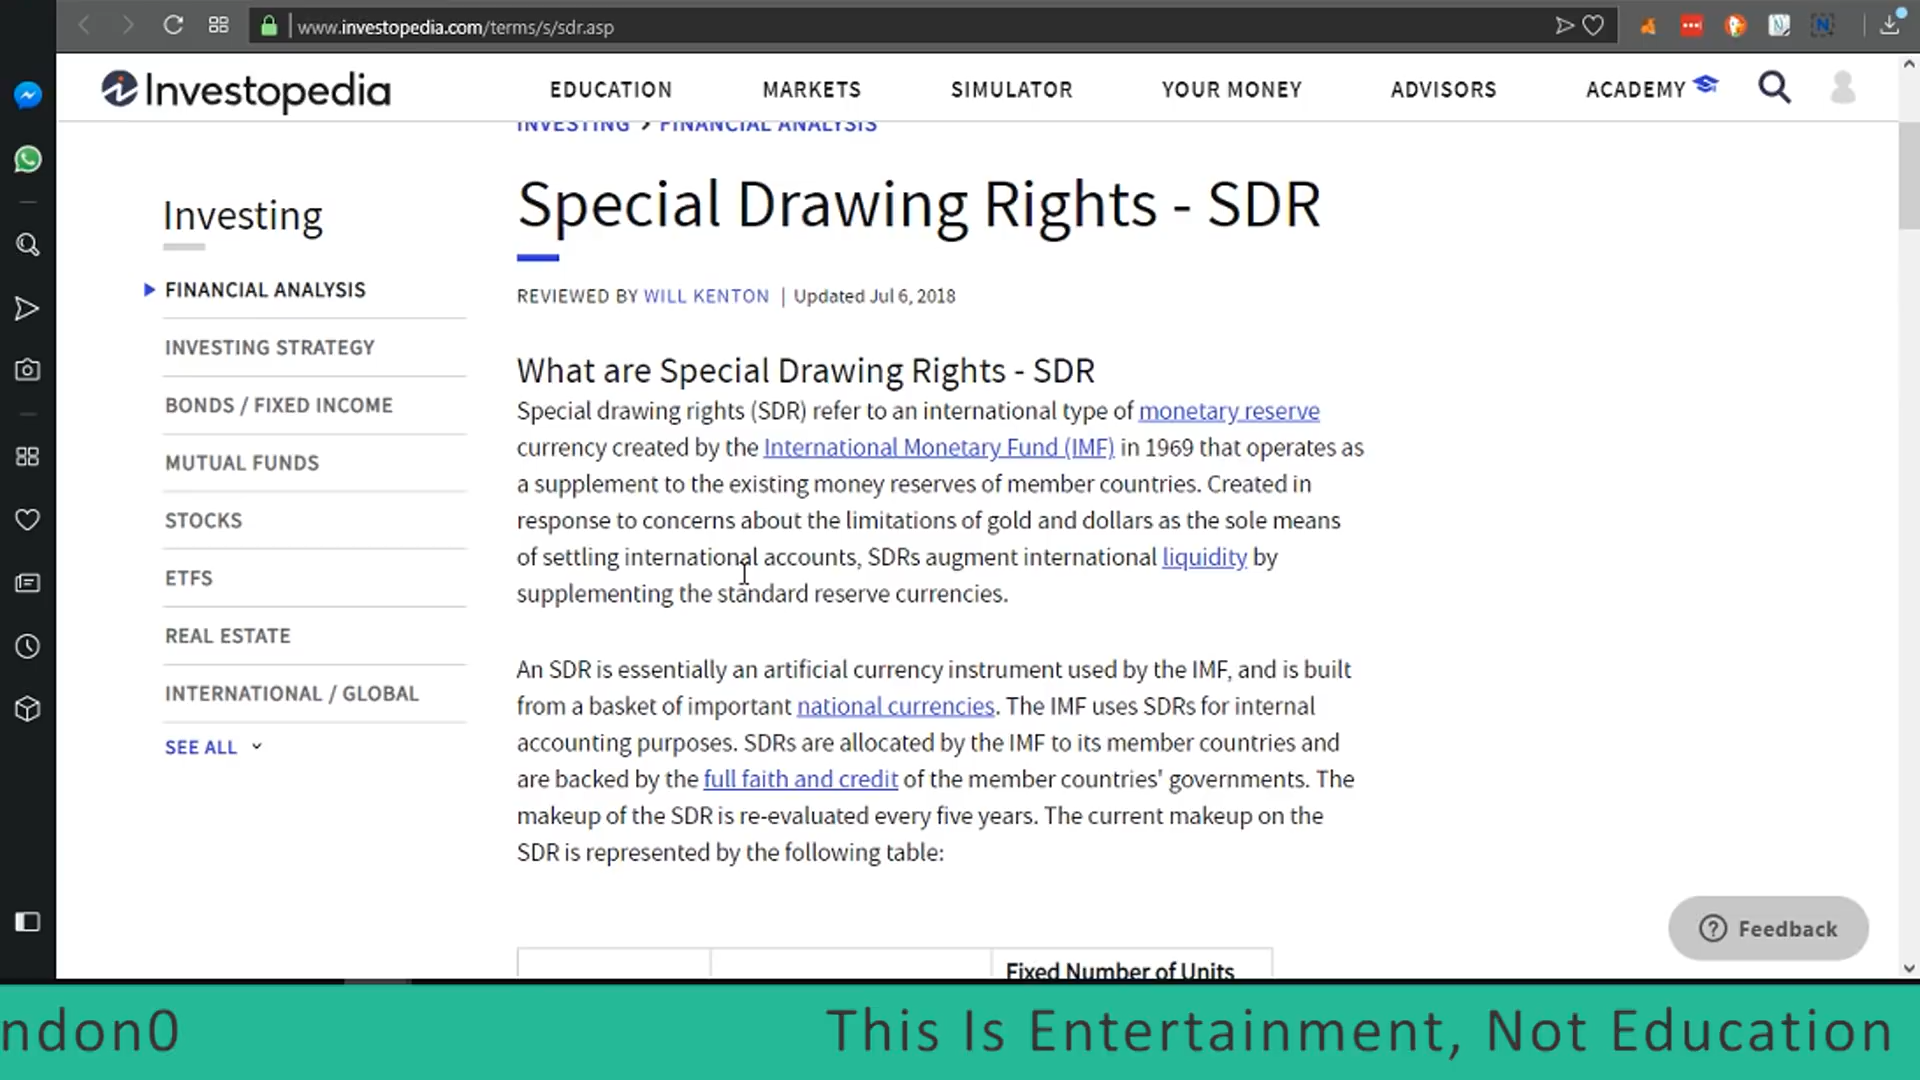 www.investopedia.com/terms/s/sdr.asp
Investopedia
EDUCATION
MARKETS
SIMULATOR
YOUR MONEY
ADVISORS
ACADEMY
INVESTING > FINANCIAL ANALYSIS
Investing
FINANCIAL ANALYSIS
INVESTING STRATEGY
BONDS / FIXED INCOME
MUTUAL FUNDS
STOCKS
ETFS
REAL ESTATE
INTERNATIONAL / GLOBAL
SEE ALL
Special Drawing Rights - SDR
REVIEWED BY WILL KENTON | Updated Jul 6, 2018
What are Special Drawing Rights - SDR
Special drawing rights (SDR) refer to an international type of monetary reserve
currency created by the International Monetary Fund (IMF) in 1969 that operates as
a supplement to the existing money reserves of member countries. Created in
response to concerns about the limitations of gold and dollars as the sole means
of settling international accounts, SDRs augment international liquidity by
supplementing the standard reserve currencies.
An SDR is essentially an artificial currency instrument used by the IMF, and is built
from a basket of important national currencies. The IMF uses SDRs for internal
accounting purposes. SDRs are allocated by the IMF to its member countries and
are backed by the full faith and credit of the member countries' governments. The
makeup of the SDR is re-evaluated every five years. The current makeup on the
SDR is represented by the following table:
Fixed Number of Units
Feedback
ndon0
This Is Entertainment, Not Education